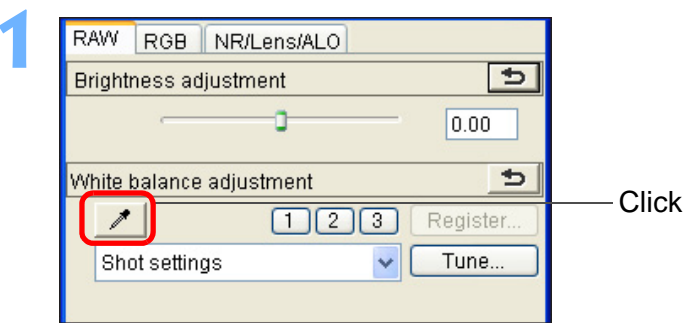 1
RAW RGB NR/Lens/ALO
Brightness adjustment
0.00
White balance adjustment
Click
1 2 3 Register...
Shot settings Tune...